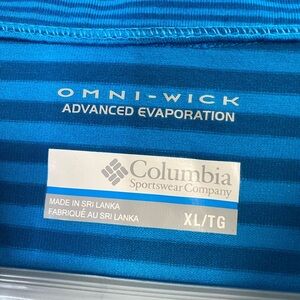 OMNI-WICK
ADVANCED EVAPORATION
Columbia
Sportswear Company
MADE IN SRI LANKA
FABRIQUÉ AU SRI LANKA
XL/TG